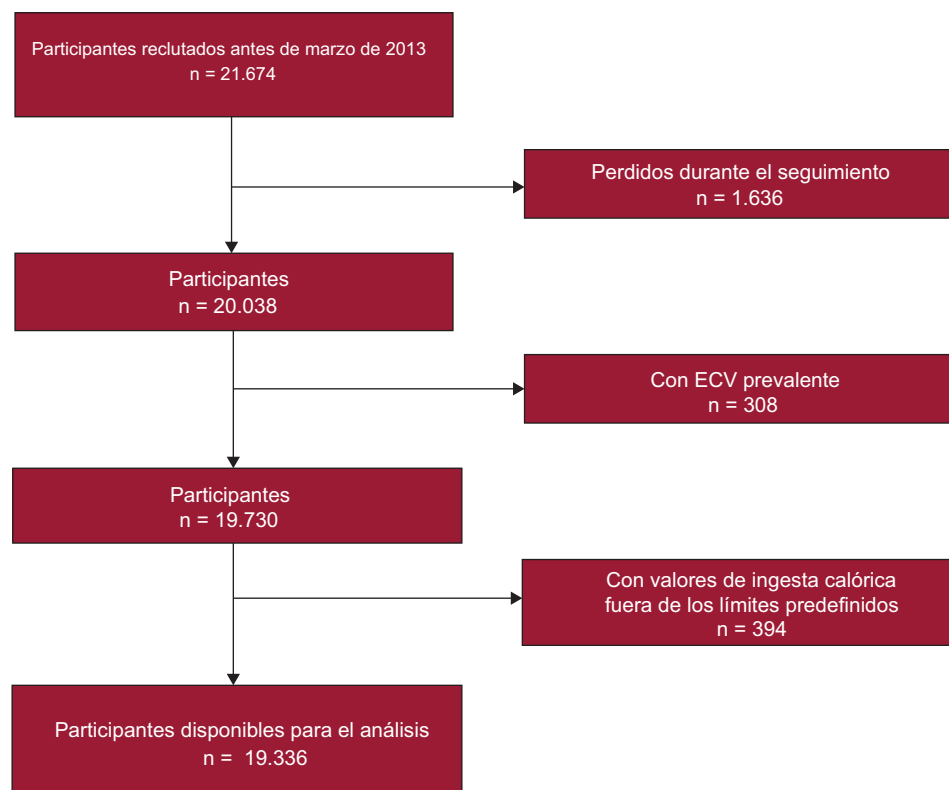 Participantes reclutados antes de marzo de 2013
n = 21.674
Perdidos durante el seguimiento
n = 1.636
Participantes
n = 20.038
Con ECV prevalente
n = 308
Participantes
n = 19.730
Con valores de ingesta calórica
fuera de los límites predefinidos
n = 394
Participantes disponibles para el análisis
n = 19.336